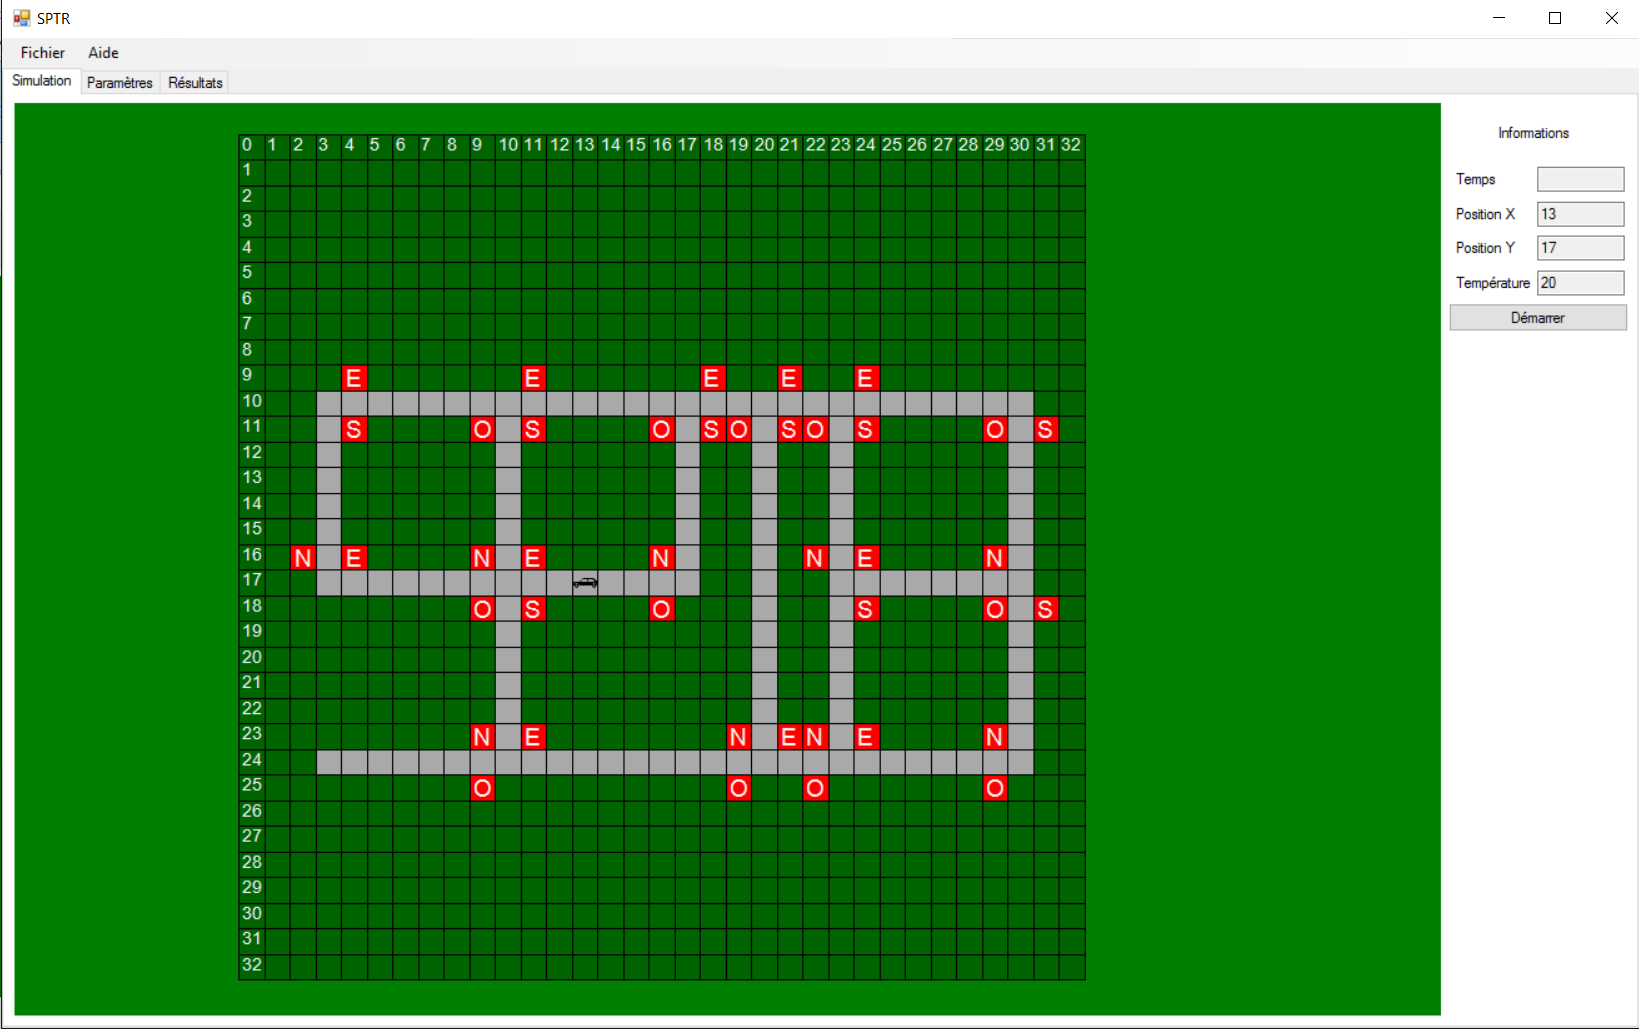 SPTR
Fichier Aide
Simulation Paramètres Résultats
Informations
Temps
Position X 13
Position Y 17
Température 20
Démarrer
0 1 2 3 4 5 6 7 8 9 10 11 12 13 14 15 16 17 18 19 20 21 22 23 24 25 26 27 28 29 30 31 32
1
2
3
4
5
6
7
8
9 E E E E E
10
11 S O S O S O S O S O S
12
13
14
15
16 N E N E N N E N
17
18 O S O S O S
19
20
21
22
23 N E N E N E N
24
25 O O O O
26
27
28
29
30
31
32